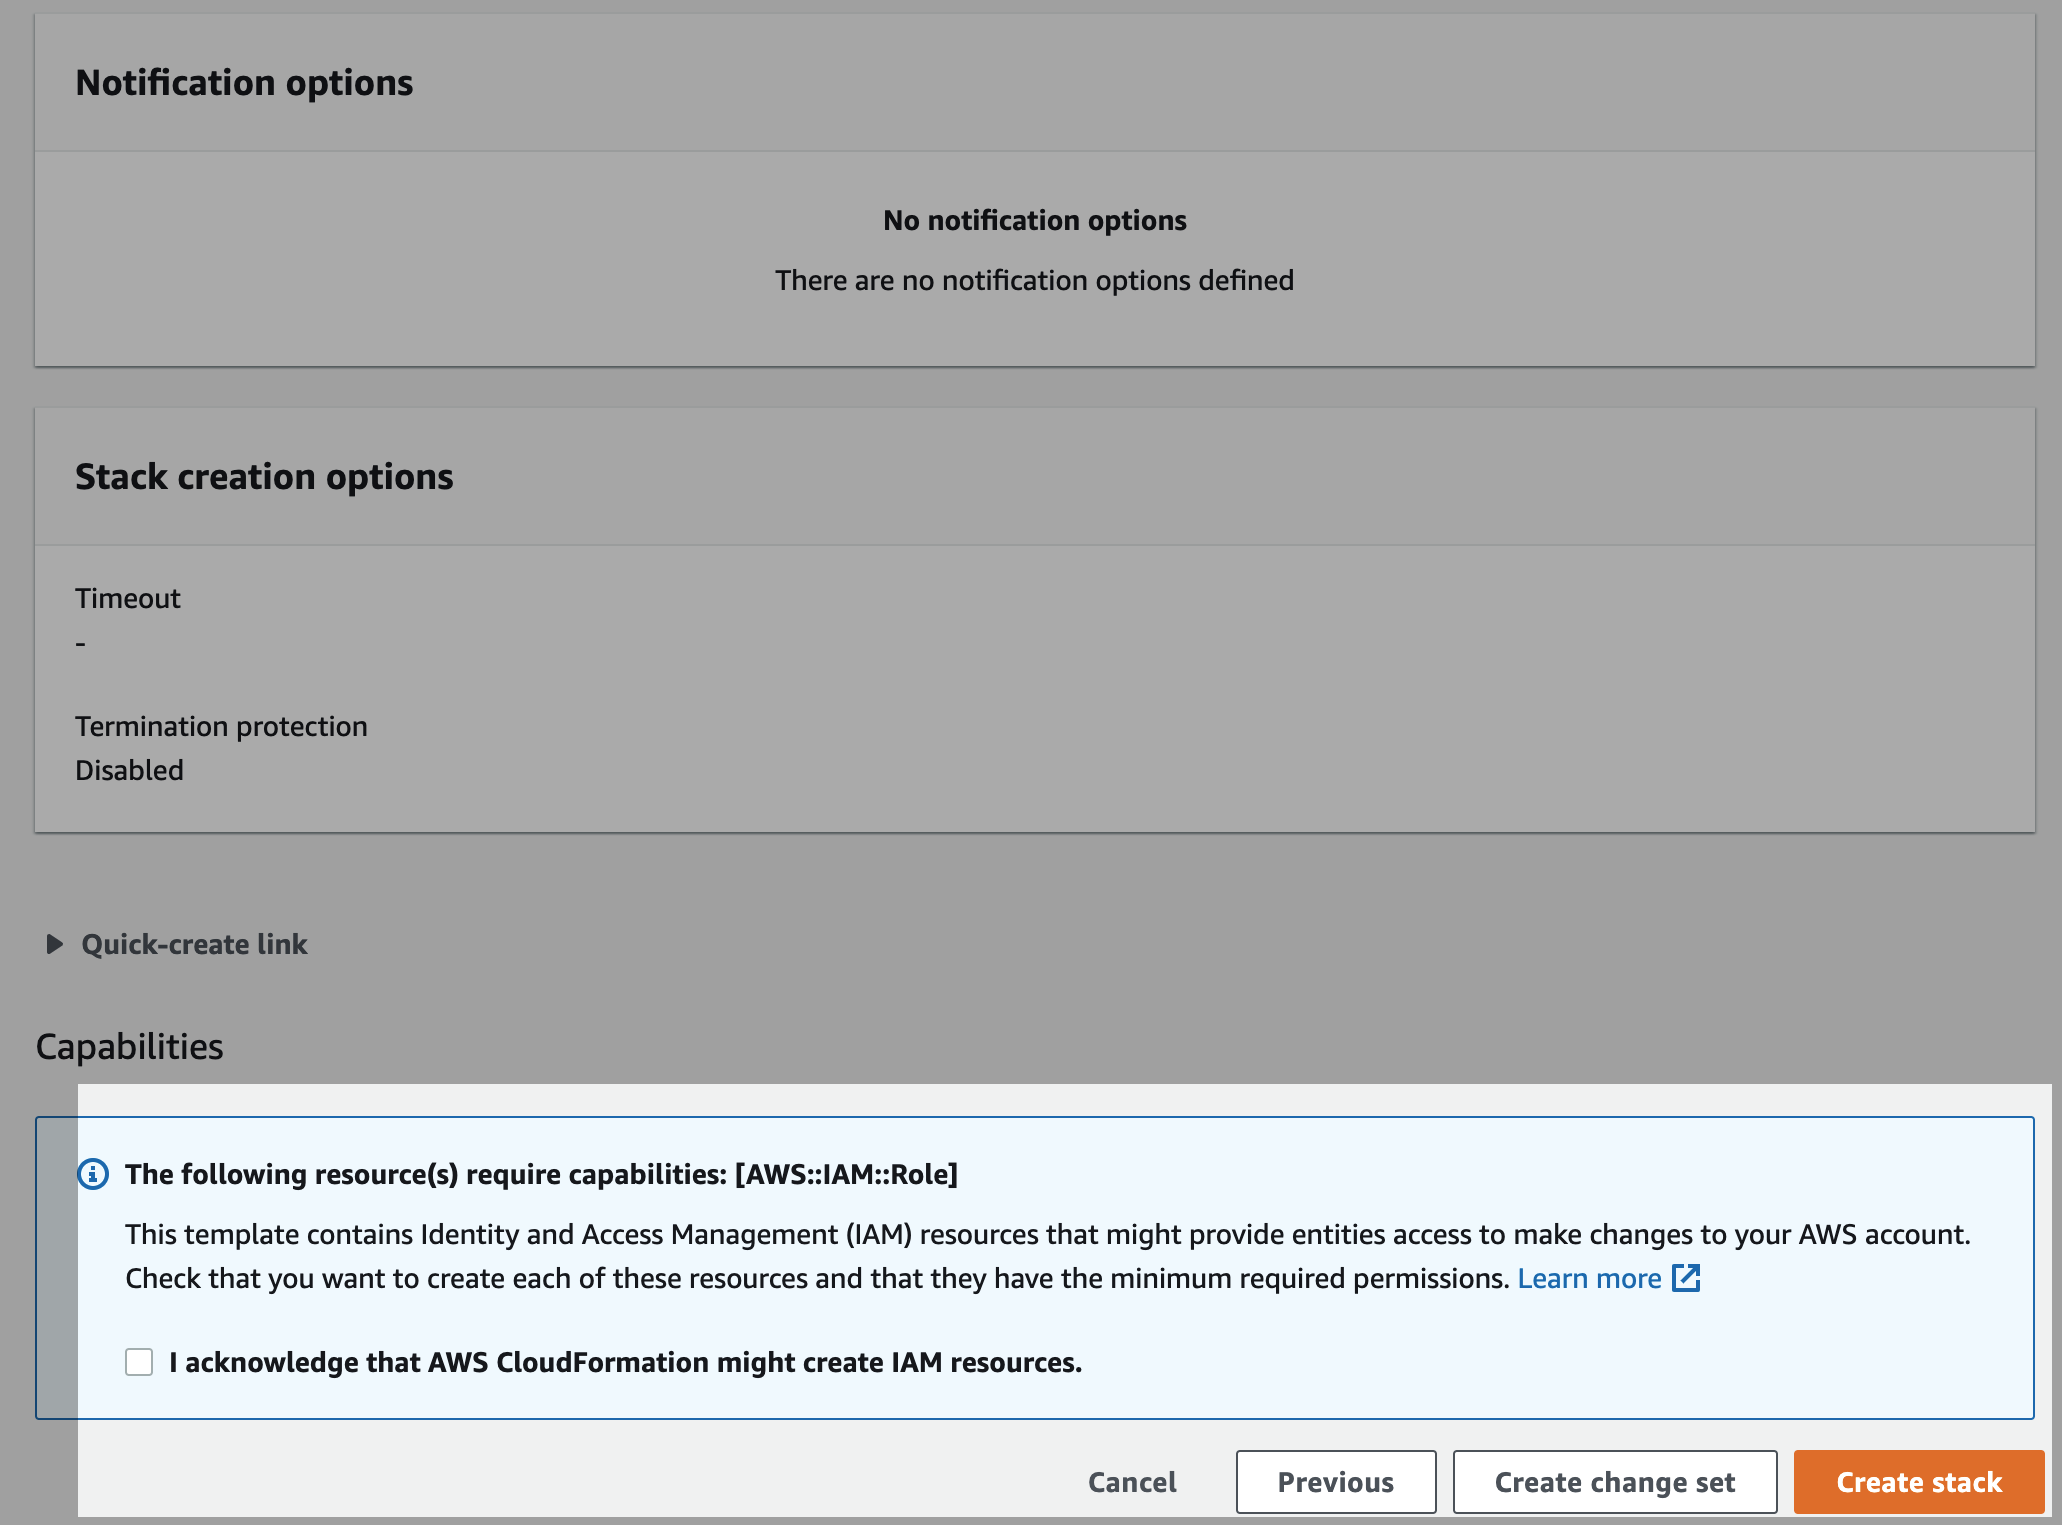 Notification options
No notification options
There are no notification options defined
Stack creation options
Timeout
-
Termination protection
Disabled
Quick-create link
Capabilities
The following resource(s) require capabilities: [AWS::IAM::Role]
This template contains Identity and Access Management (IAM) resources that might provide entities access to make changes to your AWS account.
Check that you want to create each of these resources and that they have the minimum required permissions. Learn more
I acknowledge that AWS CloudFormation might create IAM resources.
Cancel Previous Create change set Create stack